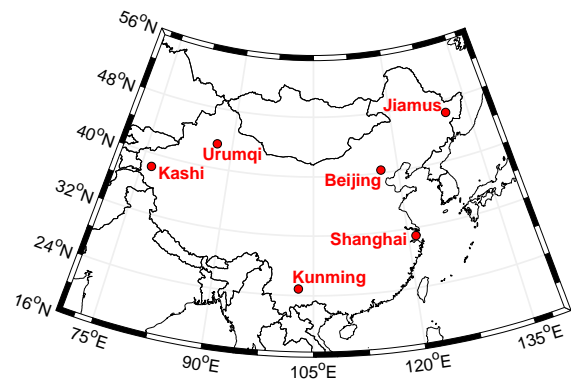 56°N
48°N
40°N
32°N
24°N
16°N
Jiamus
Urumqi
Kashi
Beijing
Shanghai
Kunming
75°E
90°E
105°E
120°E
135°E